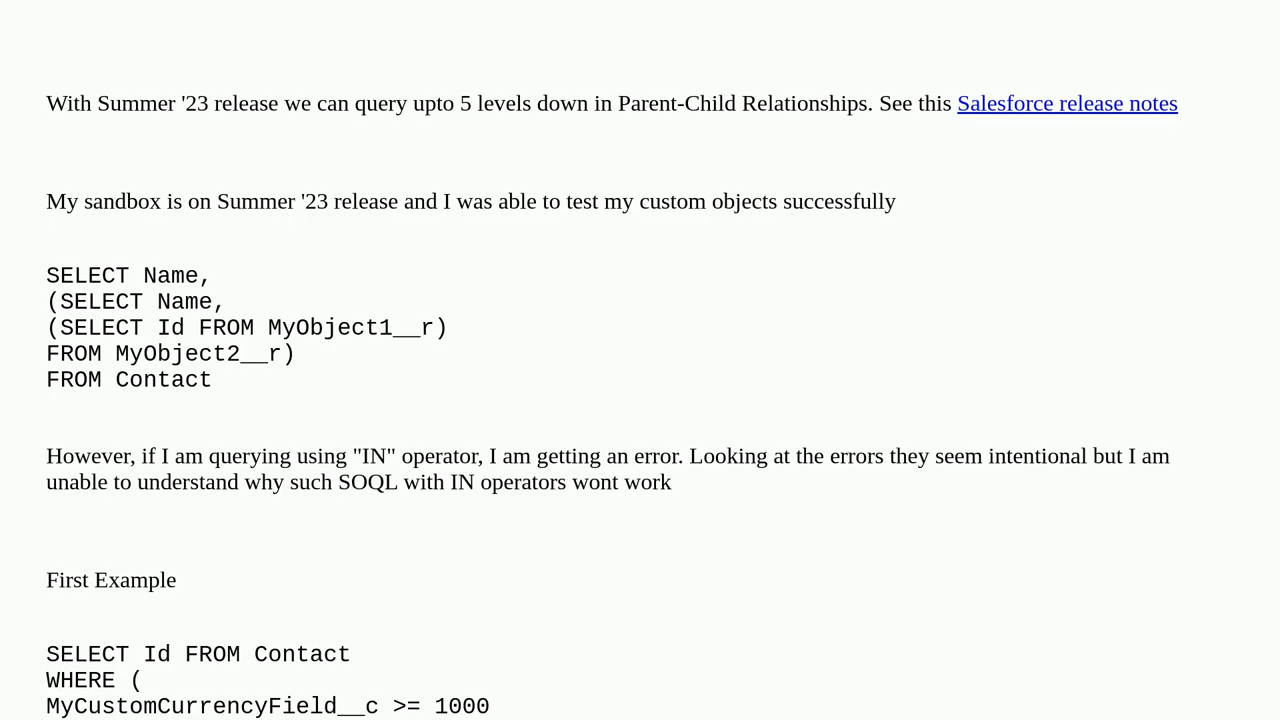 With Summer '23 release we can query upto 5 levels down in Parent-Child Relationships. See this Salesforce release notes
My sandbox is on Summer '23 release and I was able to test my custom objects successfully
SELECT Name,
(SELECT Name,
(SELECT Id FROM MyObject1__r)
FROM MyObject2__r)
FROM Contact
However, if I am querying using "IN" operator, I am getting an error. Looking at the errors they seem intentional but I am
unable to understand why such SOQL with IN operators wont work
First Example
SELECT Id FROM Contact
WHERE (
MyCustomCurrencyField__c >= 1000